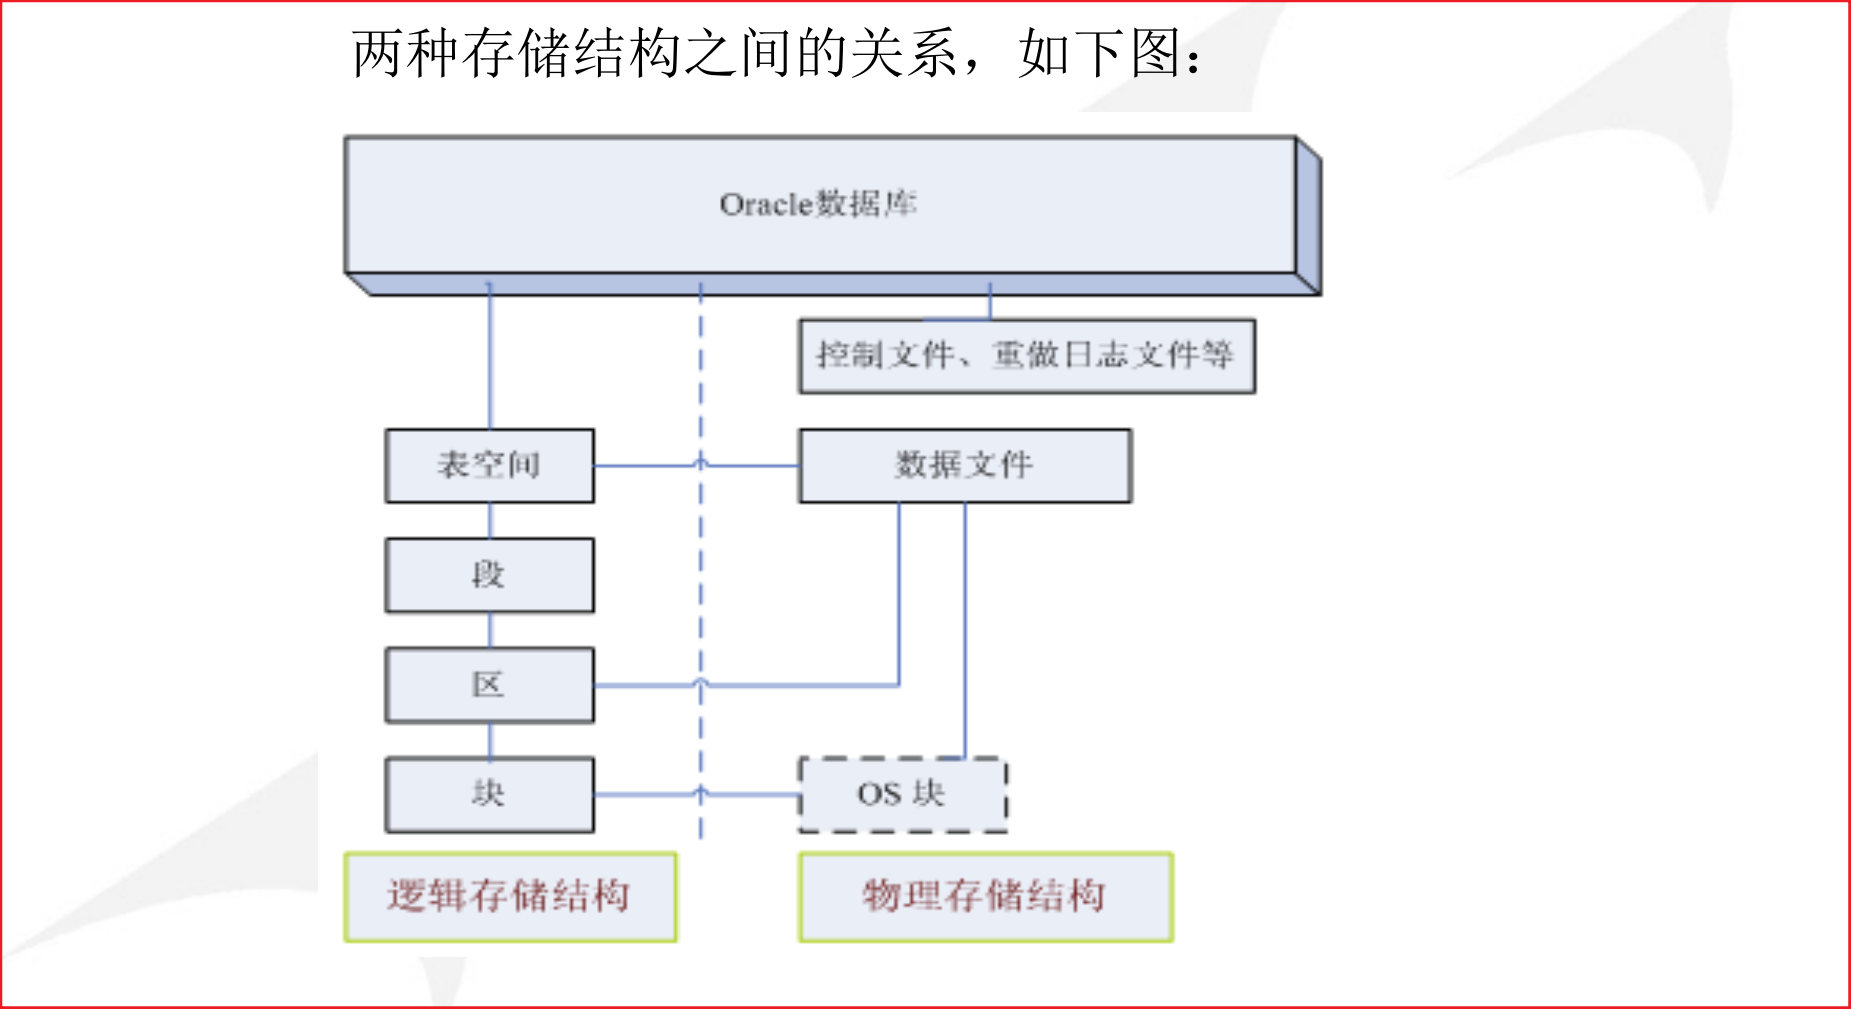 两种存储结构之间的关系，如下图：
Oracle数据库
控制文件、重做日志文件等
表空间
数据文件
段
区
块
OS 块
逻辑存储结构
物理存储结构